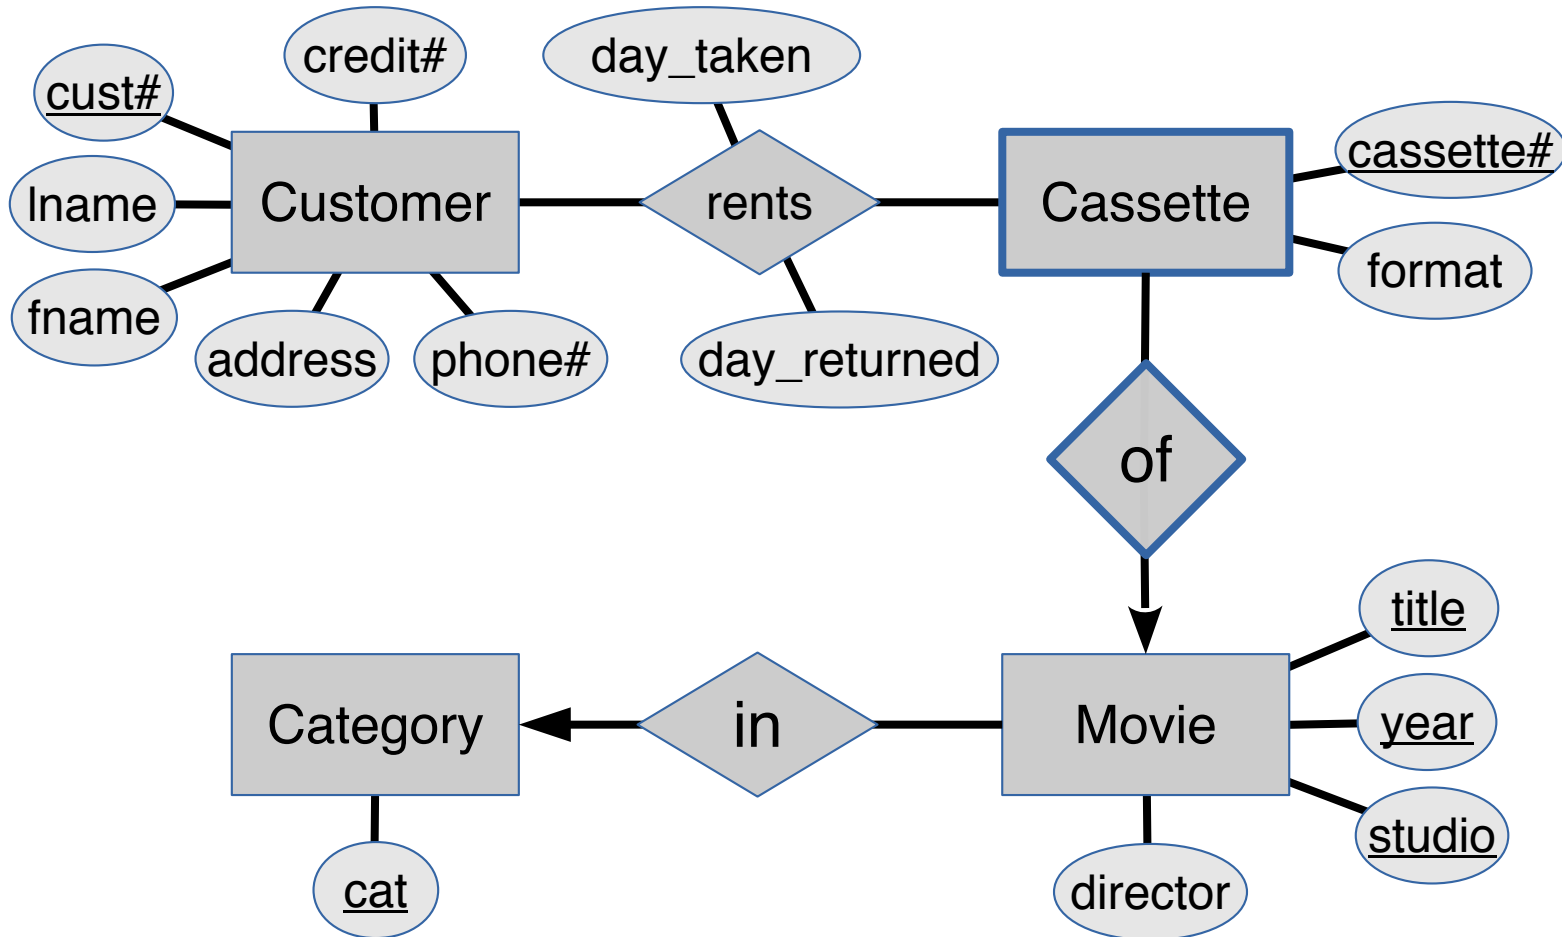 credit#
day_taken
cust#
cassette#
lname
Customer
rents
Cassette
format
fname
address
phone#
day_returned
of
title
Category
in
Movie
year
studio
cat
director